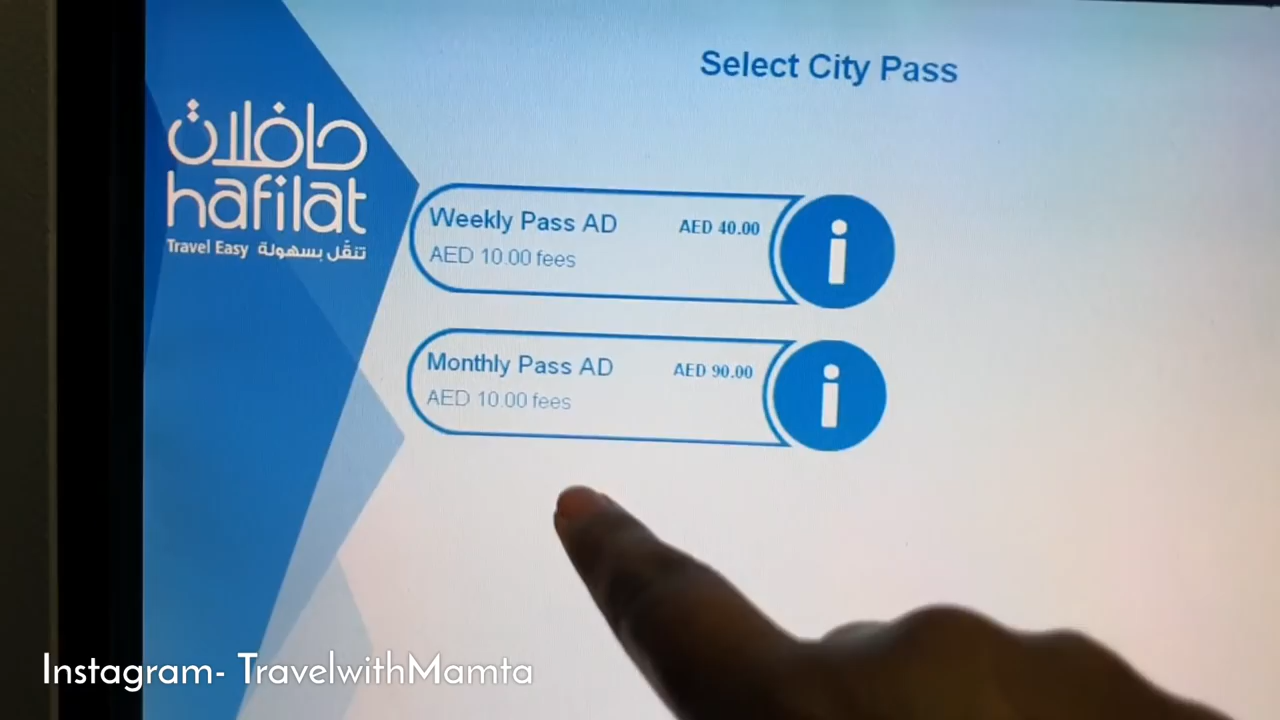 Select City Pass
حافلات
hafilat
Travel Easy تنقَّل بسهولة
Weekly Pass AD AED 40.00
AED 10.00 fees
Monthly Pass AD AED 90.00
AED 10.00 fees
Instagram- TravelwithMamta